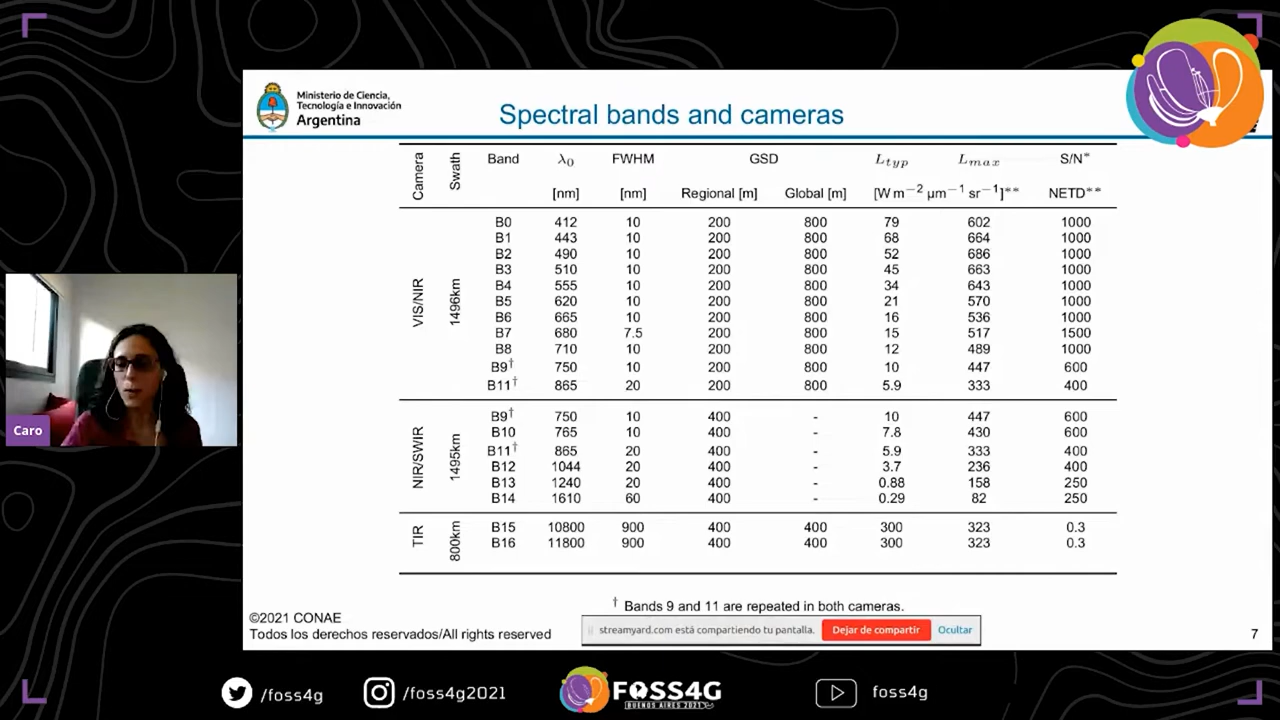 Ministerio de Ciencia,
Tecnología e Innovación
Argentina
Spectral bands and cameras
Camera Swath Band λ0 FWHM GSD Ltyp Lmax S/N*
[nm] [nm] Regional [m] Global [m] [W m−2 μm−1 sr−1]** NETD**
VIS/NIR 1496km
B0 412 10 200 800 79 602 1000
B1 443 10 200 800 68 664 1000
B2 490 10 200 800 52 686 1000
B3 510 10 200 800 45 663 1000
B4 555 10 200 800 34 643 1000
B5 620 10 200 800 21 570 1000
B6 665 10 200 800 16 536 1000
B7 680 7.5 200 800 15 517 1500
B8 710 10 200 800 12 489 1000
B9† 750 10 200 800 10 447 600
B11† 865 20 200 800 5.9 333 400
NIR/SWIR 1495km
B9† 750 10 400 - 10 447 600
B10 765 10 400 - 7.8 430 600
B11† 865 20 400 - 5.9 333 400
B12 1044 20 400 - 3.7 236 400
B13 1240 20 400 - 0.88 158 250
B14 1610 60 400 - 0.29 82 250
TIR 800km
B15 10800 900 400 400 300 323 0.3
B16 11800 900 400 400 300 323 0.3
† Bands 9 and 11 are repeated in both cameras.
©2021 CONAE
Todos los derechos reservados/All rights reserved
streamyard.com está compartiendo tu pantalla. Dejar de compartir Ocultar
7
Caro
/foss4g
/foss4g2021
FOSS4G
BUENOS AIRES 2021
foss4g